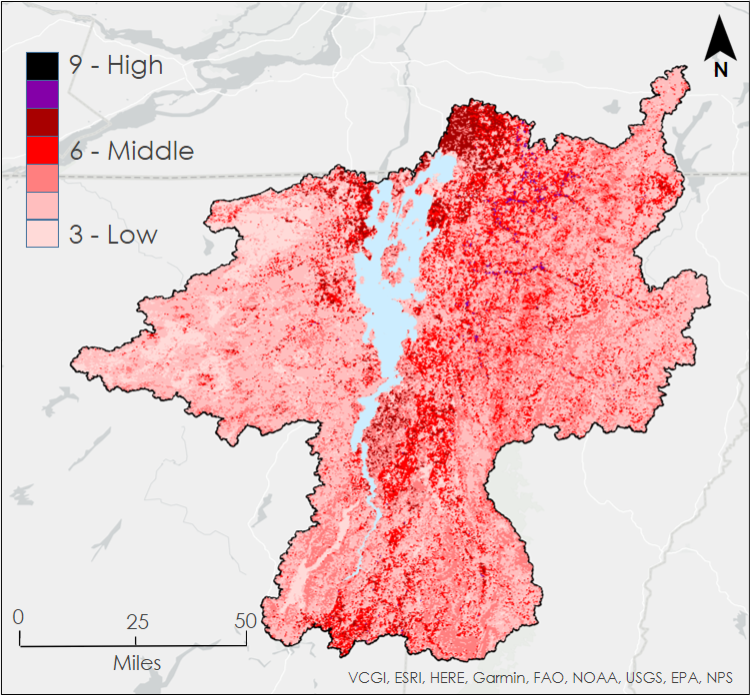 9 - High
6 - Middle
3 - Low
N
0 25 50
Miles
VCGI, ESRI, HERE, Garmin, FAO, NOAA, USGS, EPA, NPS